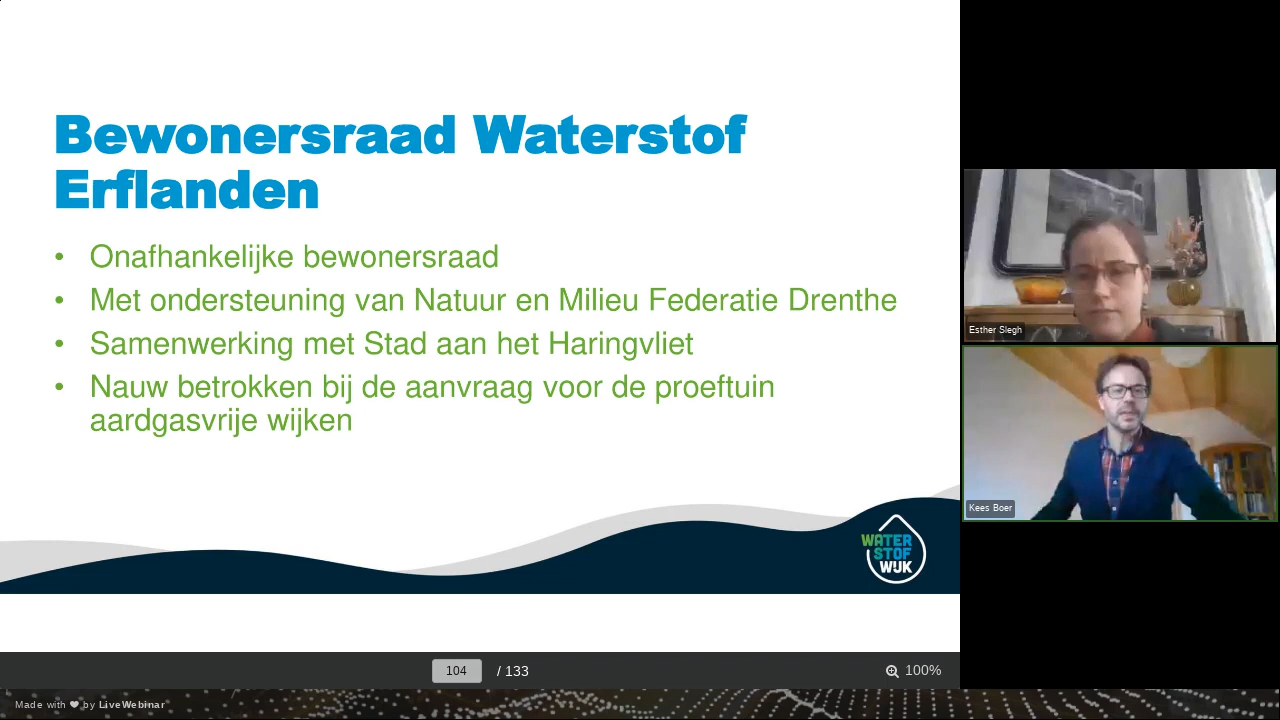 Bewonersraad Waterstof
Erflanden
• Onafhankelijke bewonersraad
• Met ondersteuning van Natuur en Milieu Federatie Drenthe
• Samenwerking met Stad aan het Haringvliet
• Nauw betrokken bij de aanvraag voor de proeftuin
aardgasvrije wijken
WATER
STOF
WIJK
Esther Slegh
Kees Boer
104 / 133
100%
Made with ❤ by LiveWebinar